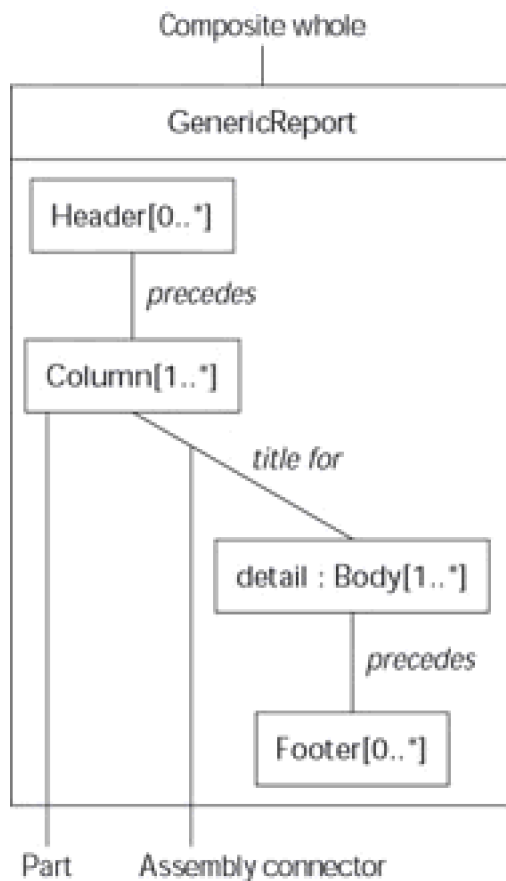 Composite whole
GenericReport
Header[0..*]
precedes
Column[1..*]
title for
detail : Body[1..*]
precedes
Footer[0..*]
Part
Assembly connector